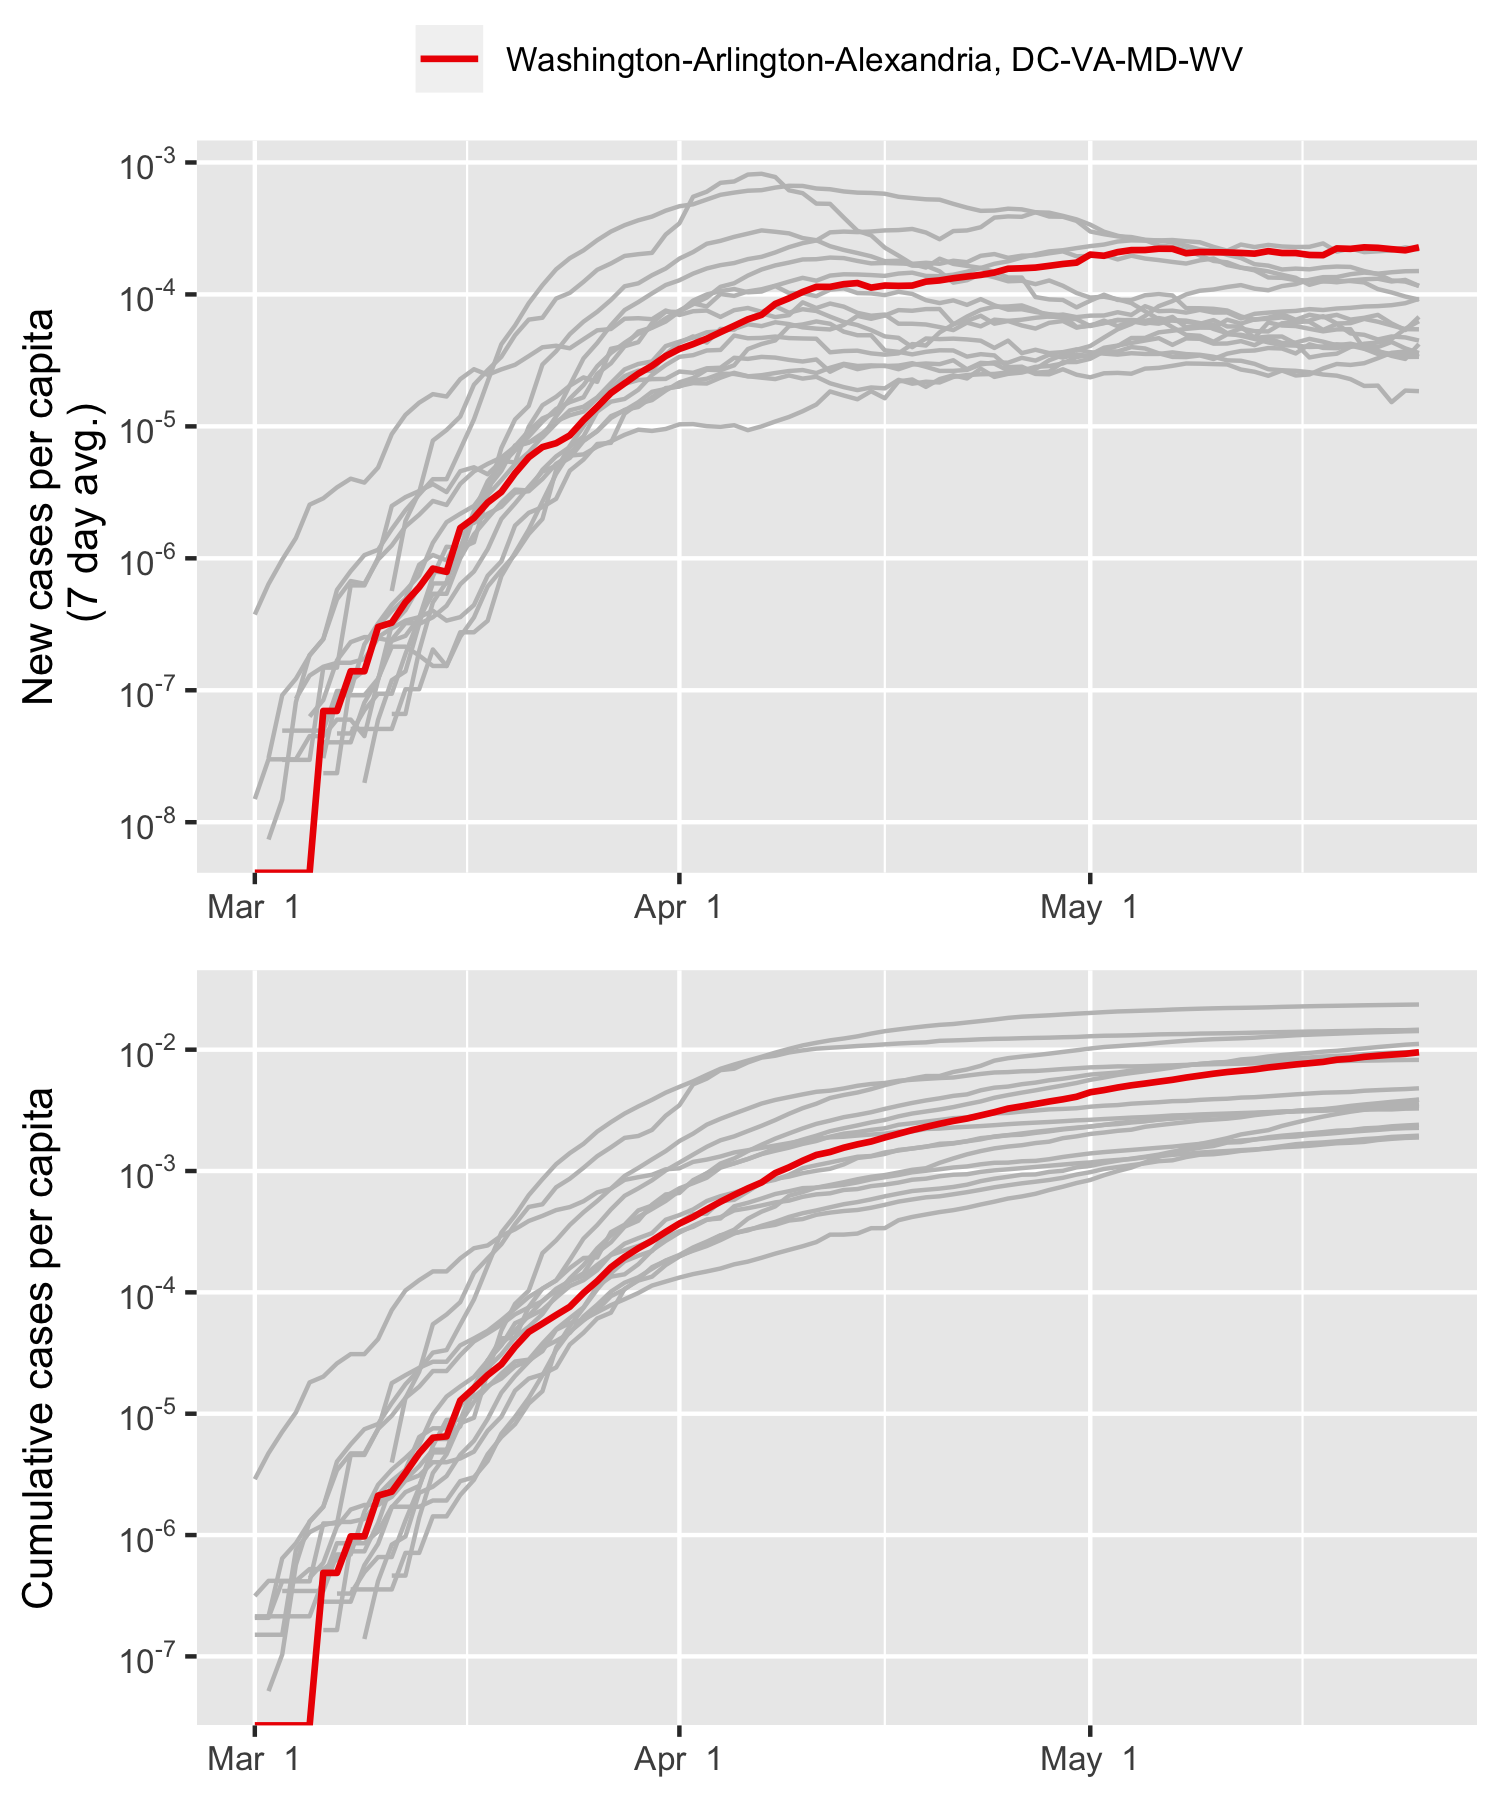 Washington-Arlington-Alexandria, DC-VA-MD-WV
New cases per capita
(7 day avg.)
10-3
10-4
10-5
10-6
10-7
10-8
Mar 1
Apr 1
May 1
Cumulative cases per capita
10-2
10-3
10-4
10-5
10-6
10-7
Mar 1
Apr 1
May 1